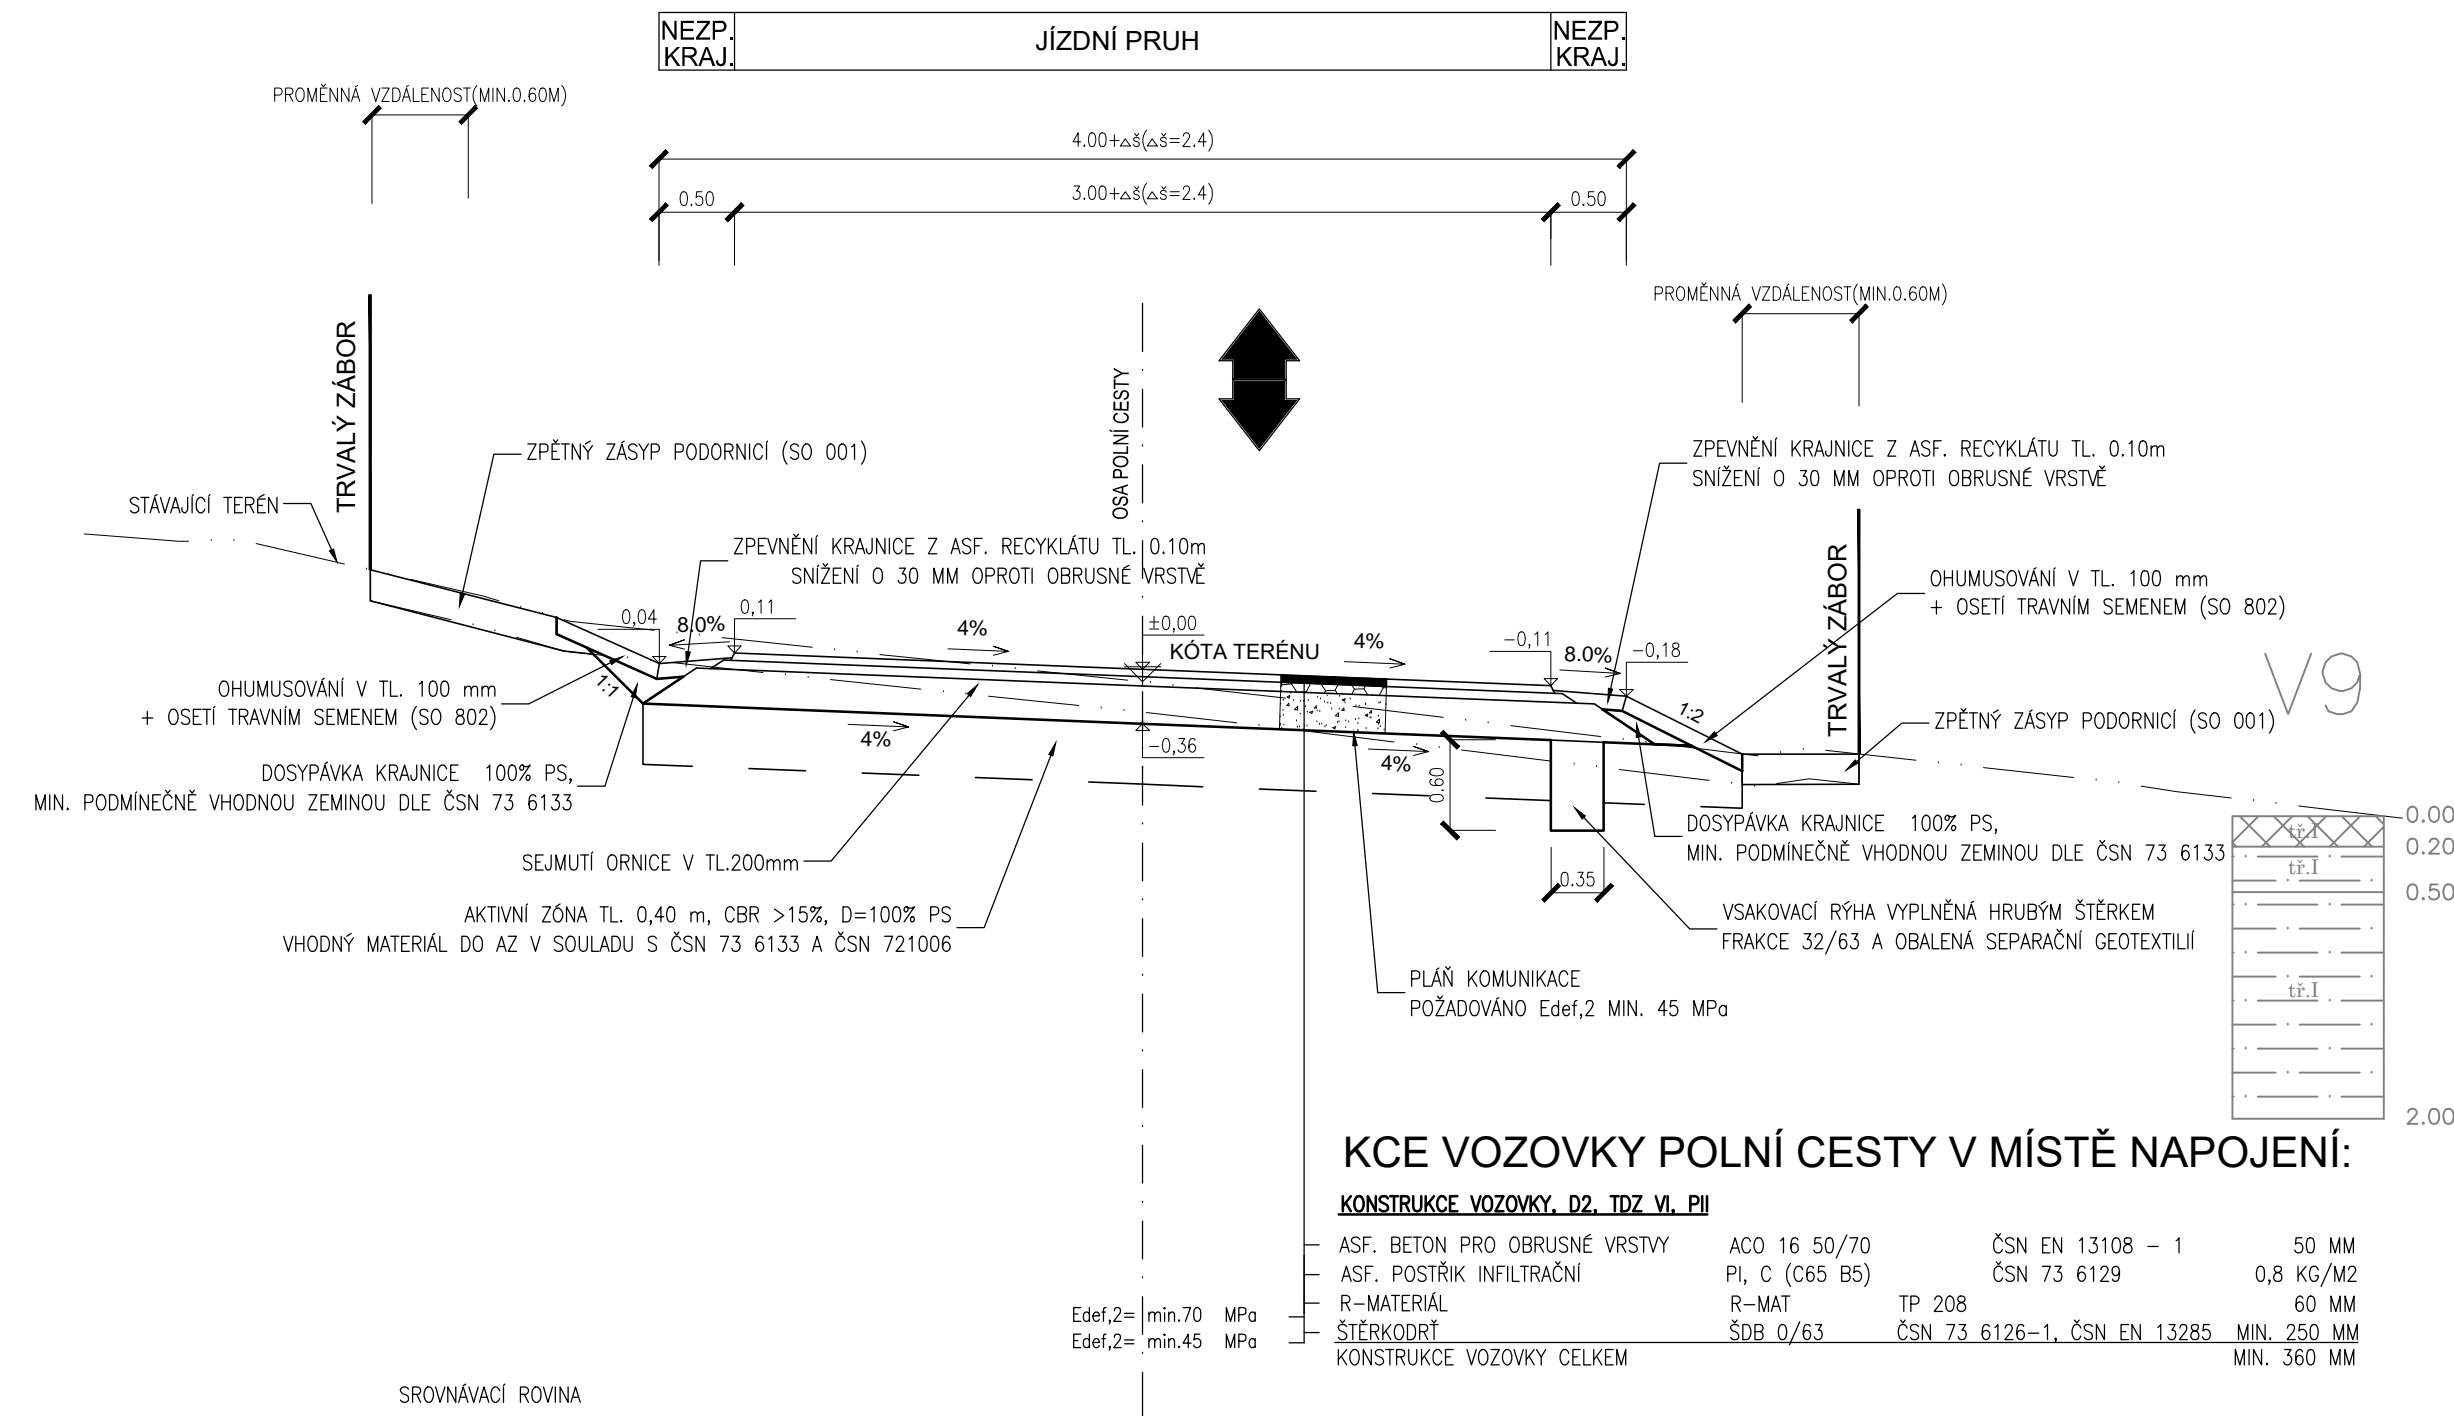 NEZP.
KRAJ.
JÍZDNÍ PRUH
NEZP.
KRAJ.
PROMĚNNÁ VZDÁLENOST(MIN.0.60M)
4.00+△š(△š=2.4)
0.50
3.00+△š(△š=2.4)
0.50
PROMĚNNÁ VZDÁLENOST(MIN.0.60M)
TRVALÝ ZÁBOR
OSA POLNÍ CESTY
ZPĚTNÝ ZÁSYP PODORNICÍ (SO 001)
STÁVAJÍCÍ TERÉN
ZPEVNĚNÍ KRAJNICE Z ASF. RECYKLÁTU TL. 0.10m
SNÍŽENÍ O 30 MM OPROTI OBRUSNÉ VRSTVĚ
ZPEVNĚNÍ KRAJNICE Z ASF. RECYKLÁTU TL. 0.10m
SNÍŽENÍ O 30 MM OPROTI OBRUSNÉ VRSTVĚ
TRVALÝ ZÁBOR
OHUMUSOVÁNÍ V TL. 100 mm
+ OSETÍ TRAVNÍM SEMENEM (SO 802)
0,04
8.0%
0,11
4%
±0,00
KÓTA TERÉNU
4%
-0,11
8.0%
-0,18
V9
1:1
1:2
OHUMUSOVÁNÍ V TL. 100 mm
+ OSETÍ TRAVNÍM SEMENEM (SO 802)
ZPĚTNÝ ZÁSYP PODORNICÍ (SO 001)
4%
-0,36
4%
0.60
DOSYPÁVKA KRAJNICE 100% PS,
MIN. PODMÍNEČNĚ VHODNOU ZEMINOU DLE ČSN 73 6133
DOSYPÁVKA KRAJNICE 100% PS,
MIN. PODMÍNEČNĚ VHODNOU ZEMINOU DLE ČSN 73 6133
0.00
tř.I
0.20
tř.I
0.50
tř.I
2.00
SEJMUTÍ ORNICE V TL.200mm
0.35
AKTIVNÍ ZÓNA TL. 0,40 m, CBR >15%, D=100% PS
VHODNÝ MATERIÁL DO AZ V SOULADU S ČSN 73 6133 A ČSN 721006
VSAKOVACÍ RÝHA VYPLNĚNÁ HRUBÝM ŠTĚRKEM
FRAKCE 32/63 A OBALENÁ SEPARAČNÍ GEOTEXTILIÍ
PLÁŇ KOMUNIKACE
POŽADOVÁNO Edef,2 MIN. 45 MPa
KCE VOZOVKY POLNÍ CESTY V MÍSTĚ NAPOJENÍ:
KONSTRUKCE VOZOVKY, D2, TDZ VI, PII
ASF. BETON PRO OBRUSNÉ VRSTVY ACO 16 50/70 ČSN EN 13108 - 1 50 MM
ASF. POSTŘIK INFILTRAČNÍ PI, C (C65 B5) ČSN 73 6129 0,8 KG/M2
R-MATERIÁL R-MAT TP 208 60 MM
Edef,2= min.70 MPa
ŠTĚRKODRŤ ŠDB 0/63 ČSN 73 6126-1, ČSN EN 13285 MIN. 250 MM
Edef,2= min.45 MPa
KONSTRUKCE VOZOVKY CELKEM MIN. 360 MM
SROVNÁVACÍ ROVINA